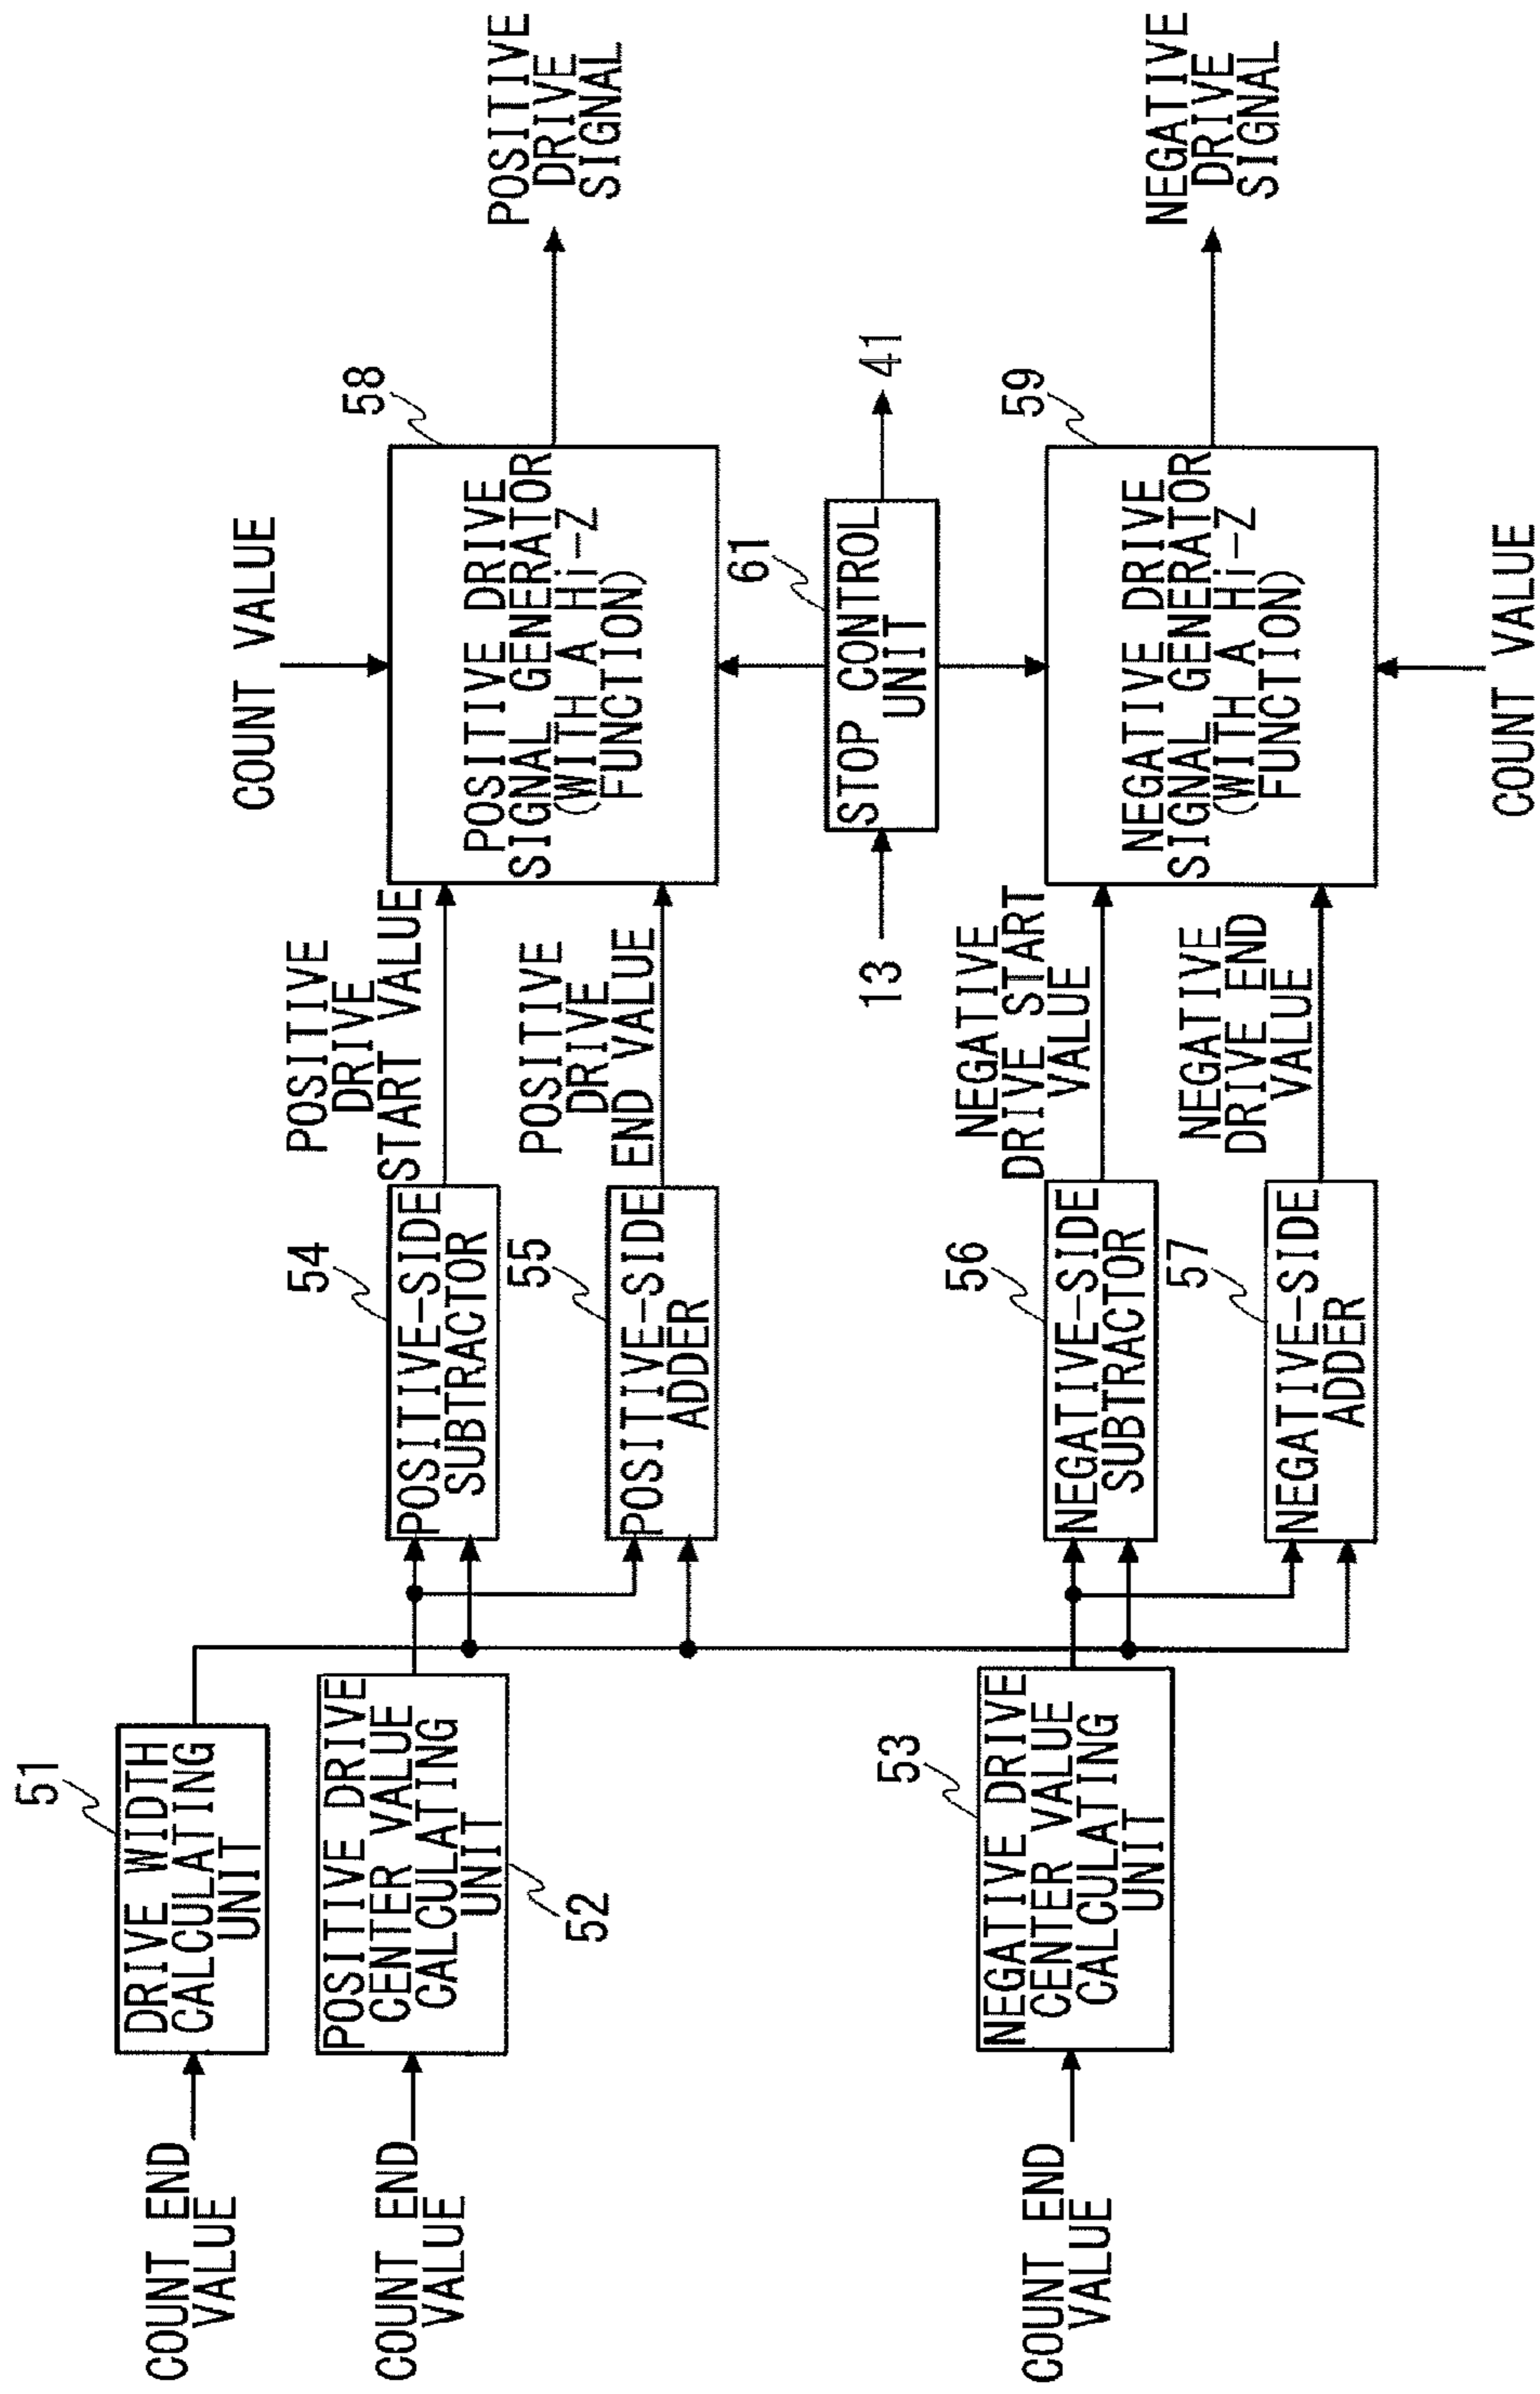 COUNT END
VALUE
51
DRIVE WIDTH
CALCULATING
UNIT
COUNT END
VALUE
POSITIVE DRIVE
CENTER VALUE
CALCULATING
UNIT
52
COUNT END
VALUE
53
NEGATIVE DRIVE
CENTER VALUE
CALCULATING
UNIT
54
POSITIVE-SIDE
SUBTRACTOR
55
POSITIVE-SIDE
ADDER
56
NEGATIVE-SIDE
SUBTRACTOR
57
NEGATIVE-SIDE
ADDER
POSITIVE
DRIVE
START VALUE
POSITIVE
DRIVE
END VALUE
NEGATIVE
DRIVE START
VALUE
NEGATIVE
DRIVE END
VALUE
COUNT VALUE
58
POSITIVE DRIVE
SIGNAL GENERATOR
(WITH A Hi-Z
FUNCTION)
13
61
STOP CONTROL
UNIT
41
59
NEGATIVE DRIVE
SIGNAL GENERATOR
(WITH A Hi-Z
FUNCTION)
COUNT VALUE
POSITIVE
DRIVE
SIGNAL
NEGATIVE
DRIVE
SIGNAL